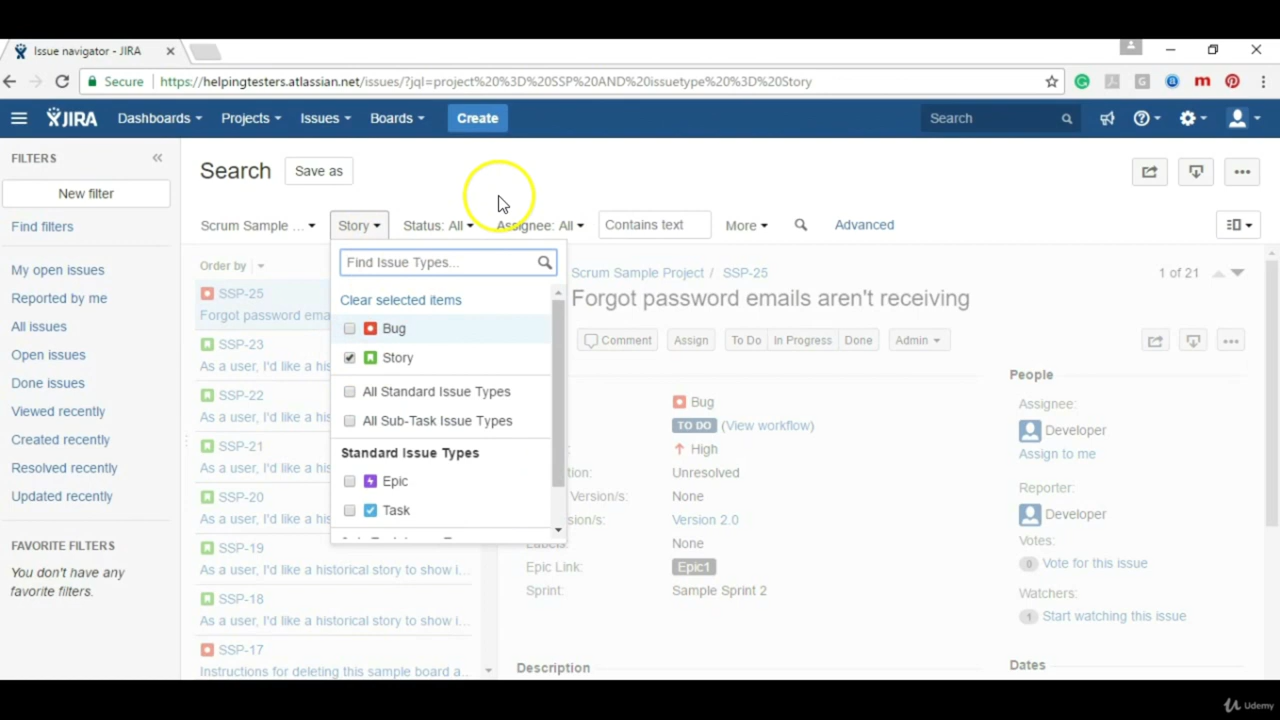 Issue navigator - JIRA
Secure https://helpingtesters.atlassian.net/issues/?jql=project%20%3D%20SSP%20AND%20issuetype%20%3D%20Story
JIRA Dashboards Projects Issues Boards Create Search
FILTERS
New filter
Find filters
My open issues
Reported by me
All issues
Open issues
Done issues
Viewed recently
Created recently
Resolved recently
Updated recently
FAVORITE FILTERS
You don't have any
favorite filters.
Search Save as
Scrum Sample ... Story Status: All Assignee: All Contains text More Advanced
Order by
SSP-25
Forgot password ema
SSP-23
As a user, I'd like a his
SSP-22
As a user, I'd like a his
SSP-21
As a user, I'd like a his
SSP-20
As a user, I'd like a his
SSP-19
As a user, I'd like a historical story to show i...
SSP-18
As a user, I'd like a historical story to show i...
SSP-17
Instructions for deleting this sample board a...
Find Issue Types...
Clear selected items
Bug
Story
All Standard Issue Types
All Sub-Task Issue Types
Standard Issue Types
Epic
Task
Scrum Sample Project / SSP-25
1 of 21
Forgot password emails aren't receiving
Comment Assign To Do In Progress Done Admin
Bug
TO DO (View workflow)
High
tion: Unresolved
Version/s: None
sion/s: Version 2.0
Labels: None
Epic Link: Epic1
Sprint: Sample Sprint 2
Description
People
Assignee:
Developer
Assign to me
Reporter:
Developer
Votes:
0 Vote for this issue
Watchers:
1 Start watching this issue
Dates
Udemy